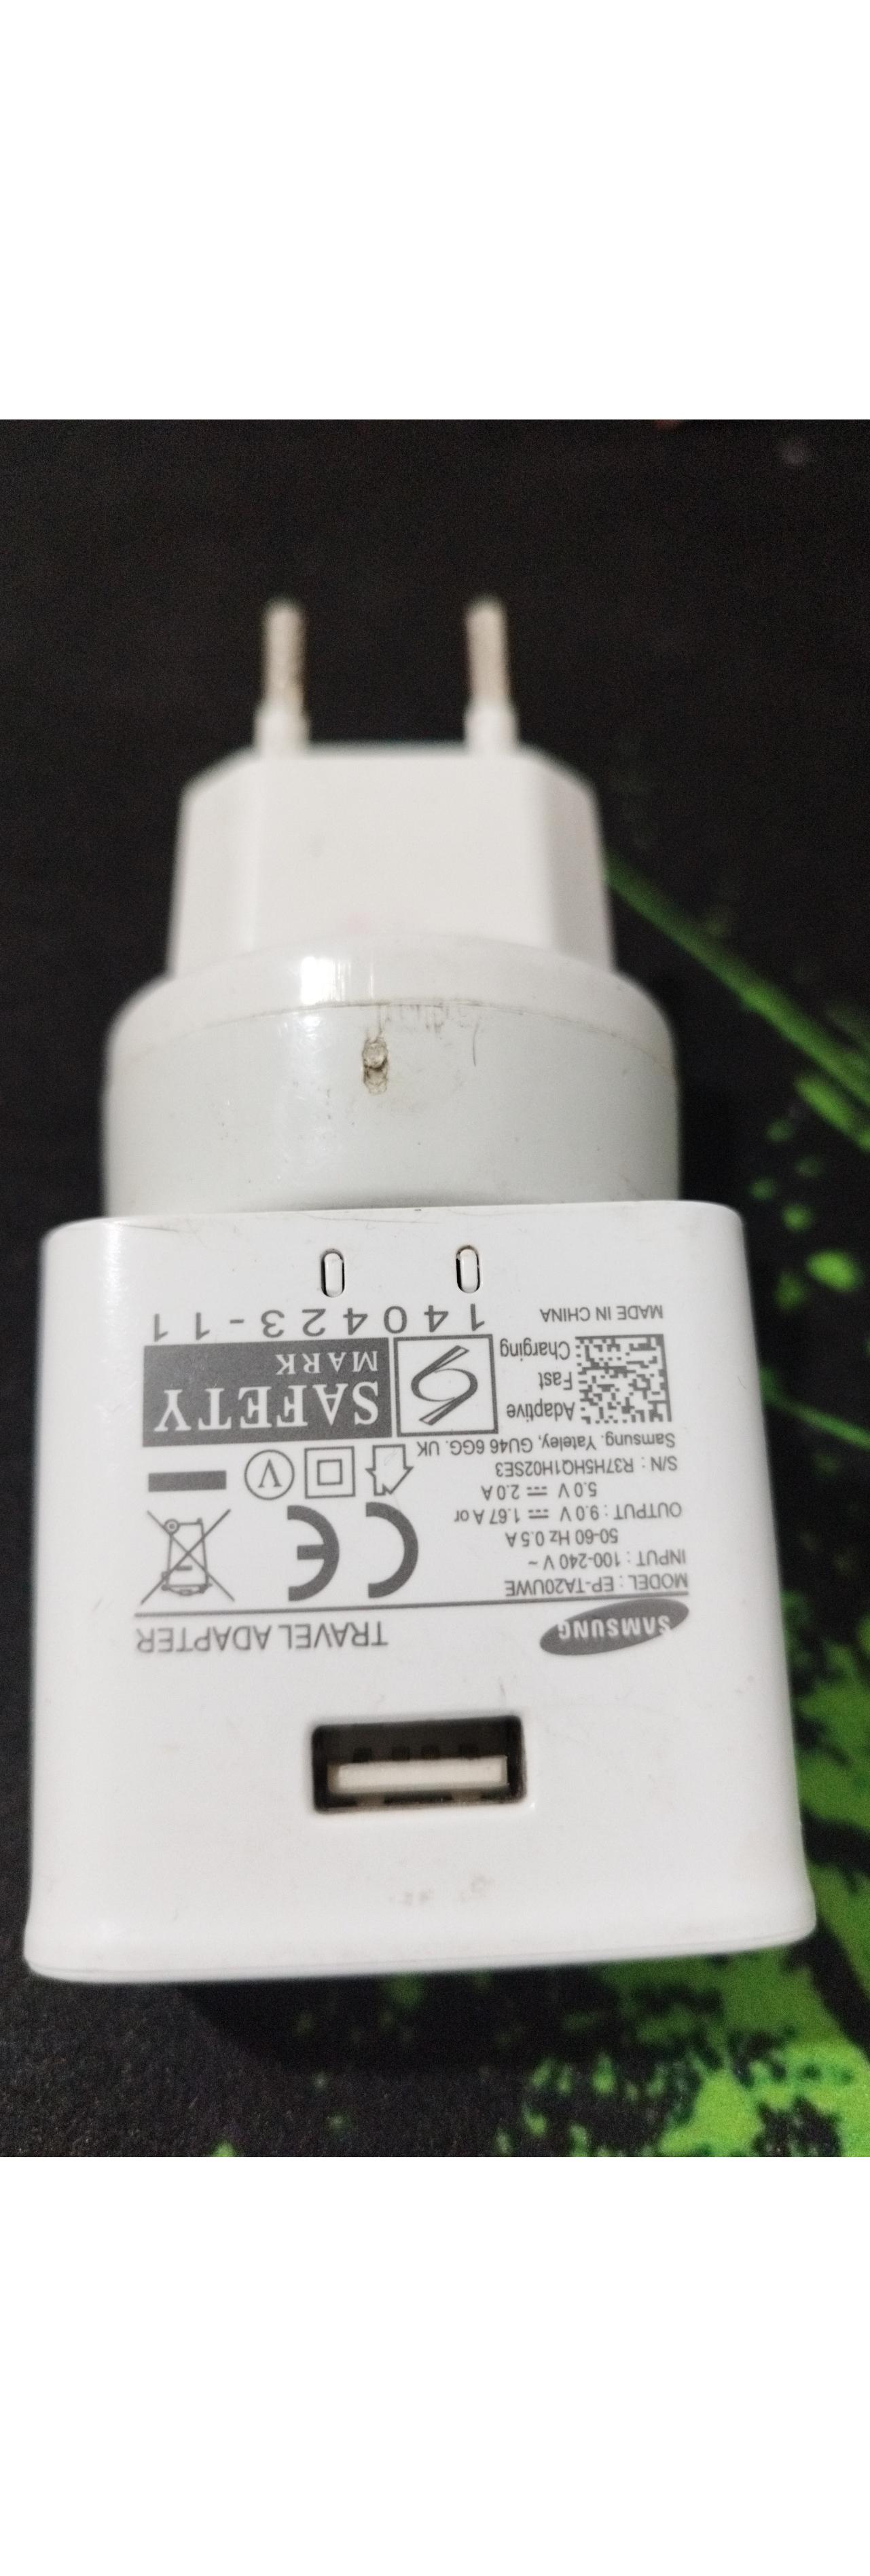 SAMSUNG
TRAVEL ADAPTER
MODEL : EP-TA20UWE
INPUT : 100-240 V ~
50-60 Hz 0.5 A
OUTPUT : 9.0 V ⎓ 1.67 A or
5.0 V ⎓ 2.0 A
S/N : R37H5HQ1H02SE3
Samsung. Yateley, GU46 6GG. UK
Adaptive
Fast
Charging
MADE IN CHINA
CE
V
SAFETY
MARK
140423-11